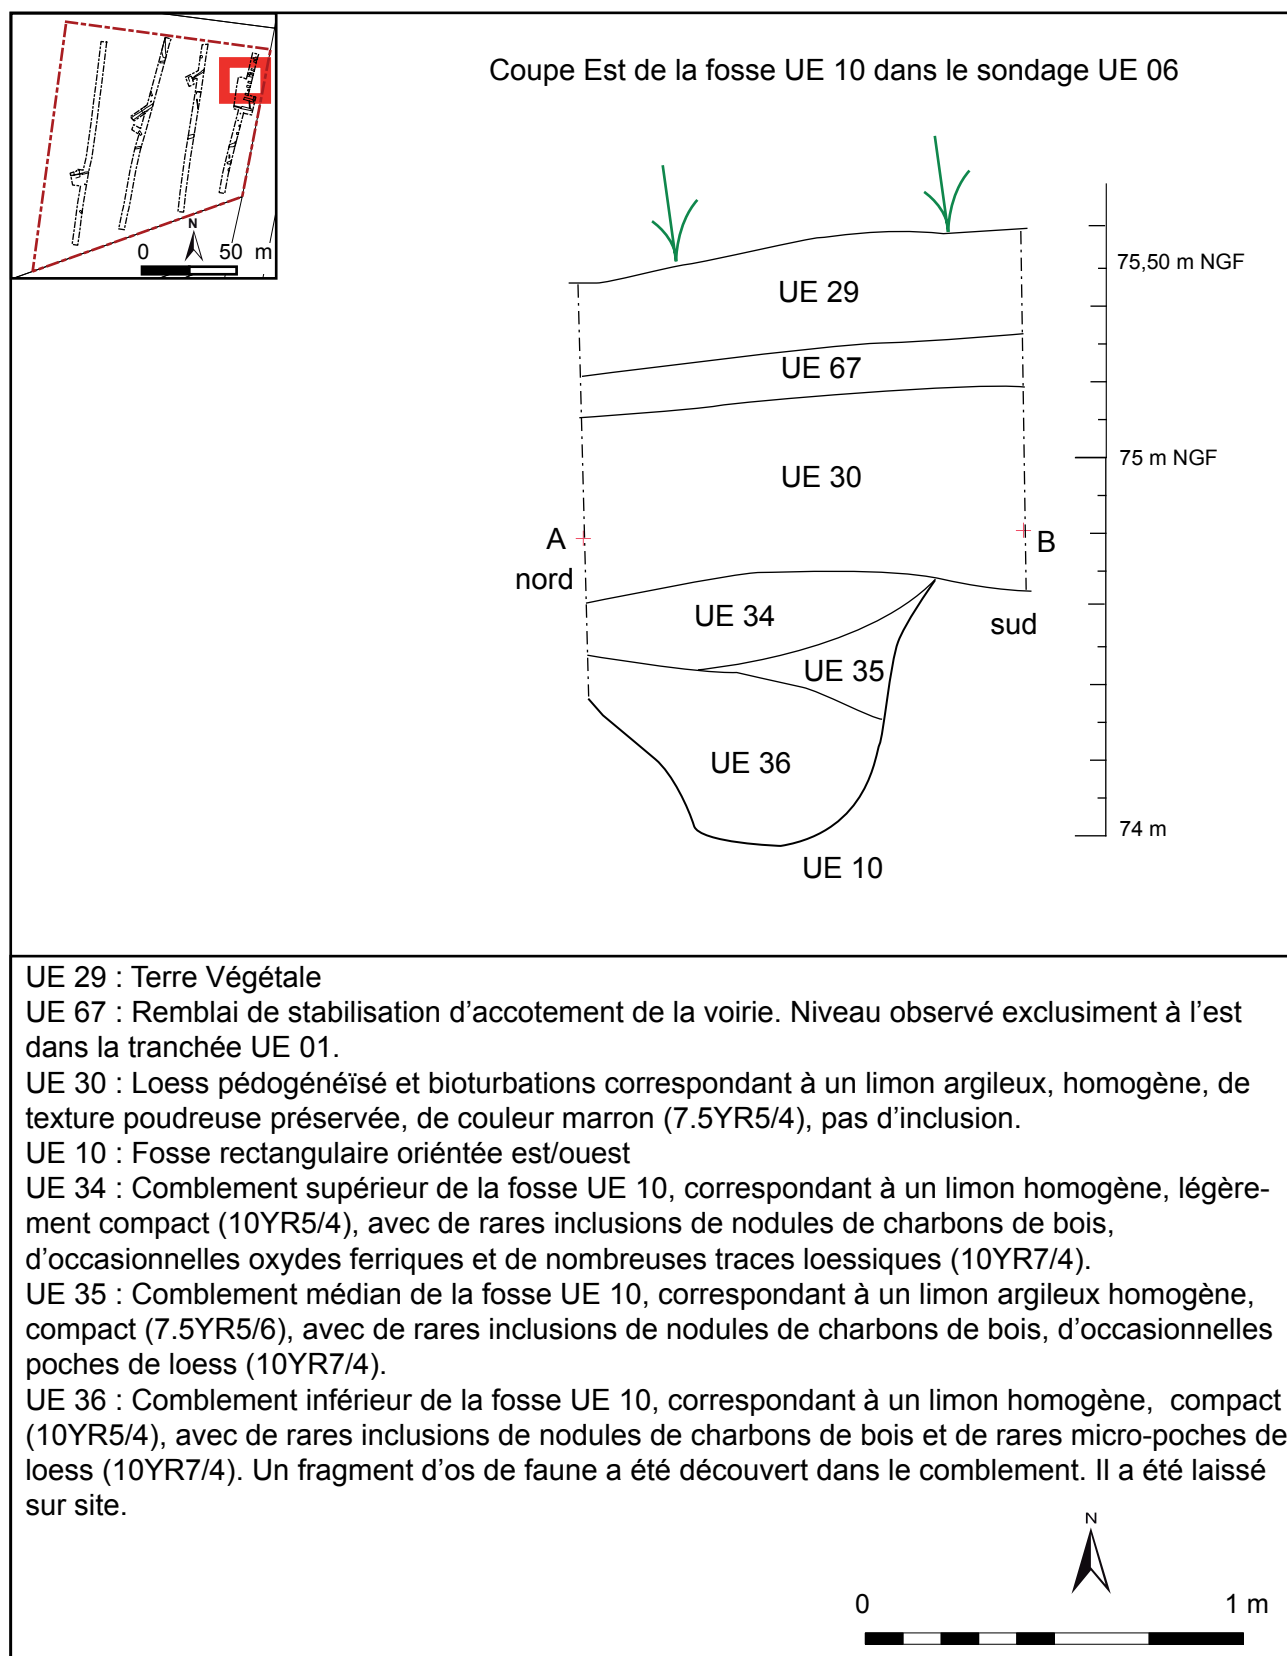 N
0 50 m
Coupe Est de la fosse UE 10 dans le sondage UE 06
75,50 m NGF
UE 29
UE 67
75 m NGF
UE 30
A
B
nord
UE 34
sud
UE 35
UE 36
74 m
UE 10
UE 29 : Terre Végétale
UE 67 : Remblai de stabilisation d’accotement de la voirie. Niveau observé exclusiment à l’est
dans la tranchée UE 01.
UE 30 : Loess pédogénéïsé et bioturbations correspondant à un limon argileux, homogène, de
texture poudreuse préservée, de couleur marron (7.5YR5/4), pas d’inclusion.
UE 10 : Fosse rectangulaire oriéntée est/ouest
UE 34 : Comblement supérieur de la fosse UE 10, correspondant à un limon homogène, légère-
ment compact (10YR5/4), avec de rares inclusions de nodules de charbons de bois,
d’occasionnelles oxydes ferriques et de nombreuses traces loessiques (10YR7/4).
UE 35 : Comblement médian de la fosse UE 10, correspondant à un limon argileux homogène,
compact (7.5YR5/6), avec de rares inclusions de nodules de charbons de bois, d’occasionnelles
poches de loess (10YR7/4).
UE 36 : Comblement inférieur de la fosse UE 10, correspondant à un limon homogène, compact
(10YR5/4), avec de rares inclusions de nodules de charbons de bois et de rares micro-poches de
loess (10YR7/4). Un fragment d’os de faune a été découvert dans le comblement. Il a été laissé
sur site.
N
0 1 m